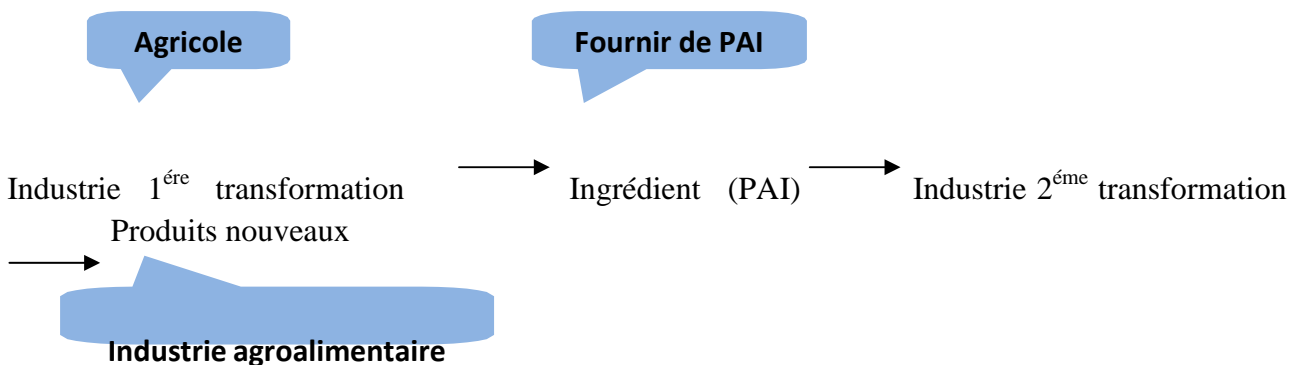 Agricole Fournir de PAI
Industrie 1ére transformation Ingrédient (PAI) Industrie 2éme transformation
Produits nouveaux
Industrie agroalimentaire